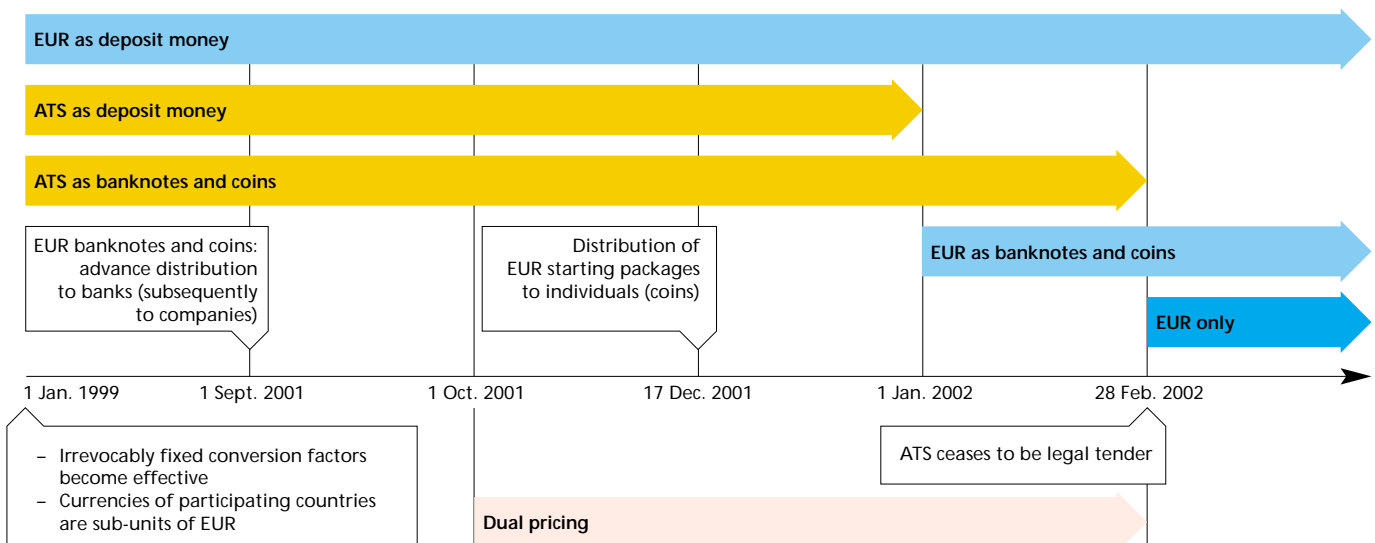 EUR as deposit money
ATS as deposit money
ATS as banknotes and coins
EUR banknotes and coins:
advance distribution
to banks (subsequently
to companies)
Distribution of
EUR starting packages
to individuals (coins)
EUR as banknotes and coins
EUR only
1 Jan. 1999
1 Sept. 2001
1 Oct. 2001
17 Dec. 2001
1 Jan. 2002
28 Feb. 2002
– Irrevocably fixed conversion factors
become effective
– Currencies of participating countries
are sub-units of EUR
ATS ceases to be legal tender
Dual pricing